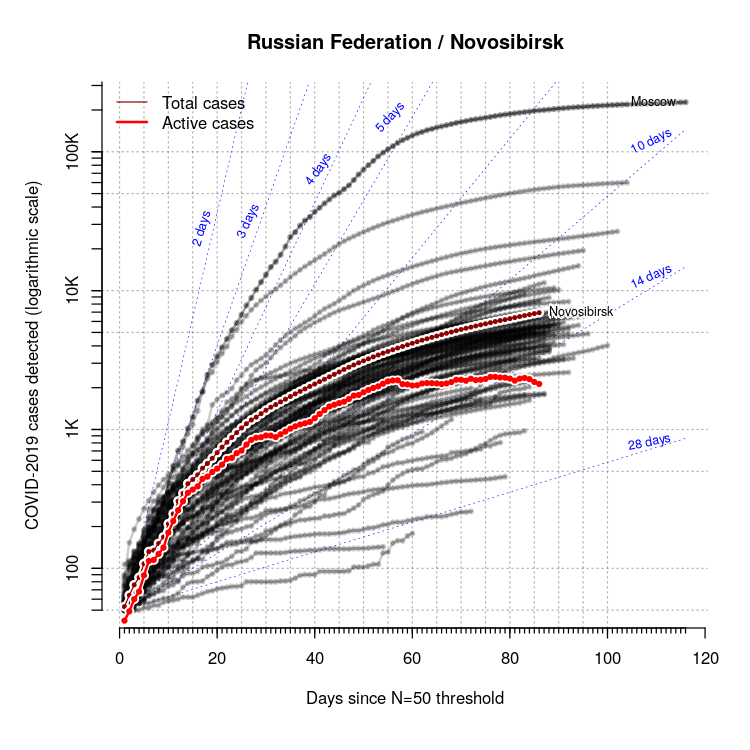 Russian Federation / Novosibirsk
Total cases
Active cases
Moscow
Novosibirsk
2 days
3 days
4 days
5 days
10 days
14 days
28 days
COVID-2019 cases detected (logarithmic scale)
100K
10K
1K
100
0 20 40 60 80 100 120
Days since N=50 threshold